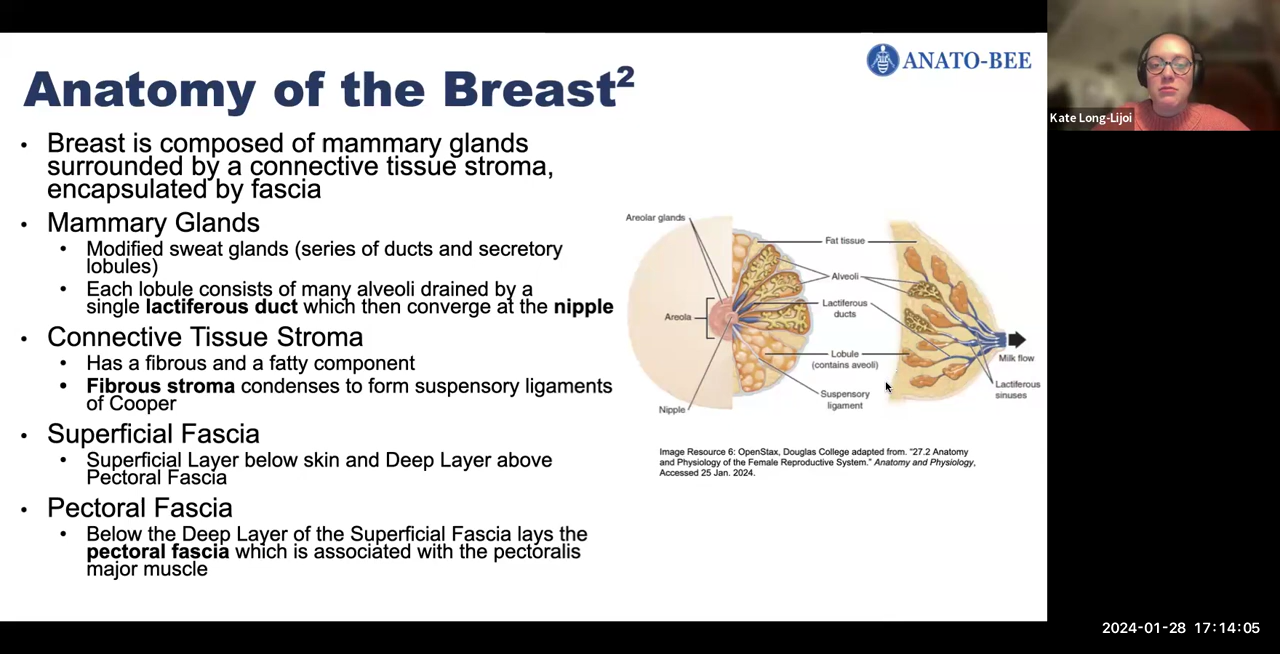 ANATO-BEE
Anatomy of the Breast²
• Breast is composed of mammary glands
surrounded by a connective tissue stroma,
encapsulated by fascia
• Mammary Glands
• Modified sweat glands (series of ducts and secretory
lobules)
• Each lobule consists of many alveoli drained by a
single lactiferous duct which then converge at the nipple
• Connective Tissue Stroma
• Has a fibrous and a fatty component
• Fibrous stroma condenses to form suspensory ligaments
of Cooper
• Superficial Fascia
• Superficial Layer below skin and Deep Layer above
Pectoral Fascia
• Pectoral Fascia
• Below the Deep Layer of the Superficial Fascia lays the
pectoral fascia which is associated with the pectoralis
major muscle
Areolar glands
Areola
Nipple
Fat tissue
Alveoli
Lactiferous
ducts
Lobule
(contains aveoli)
Suspensory
ligament
Milk flow
Lactiferous
sinuses
Image Resource 6: OpenStax, Douglas College adapted from. “27.2 Anatomy
and Physiology of the Female Reproductive System.” Anatomy and Physiology,
Accessed 25 Jan. 2024.
Kate Long-Lijoi
2024-01-28 17:14:05